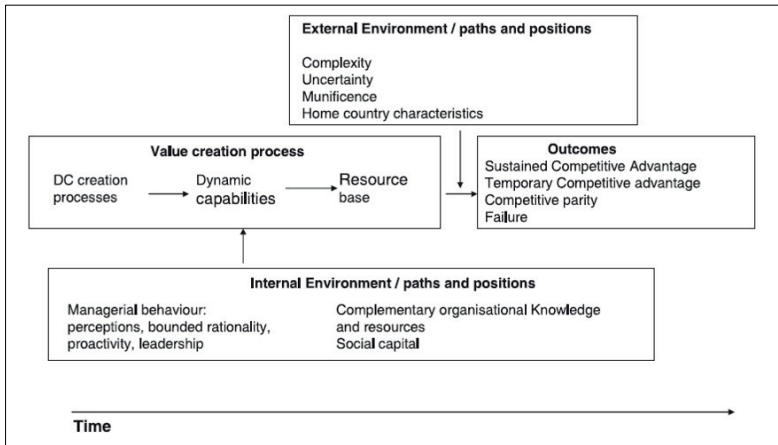 External Environment / paths and positions
Complexity
Uncertainty
Munificence
Home country characteristics
Value creation process
DC creation
processes
Dynamic
capabilities
Resource
base
Outcomes
Sustained Competitive Advantage
Temporary Competitive advantage
Competitive parity
Failure
Internal Environment / paths and positions
Managerial behaviour:
perceptions, bounded rationality,
proactivity, leadership
Complementary organisational Knowledge
and resources
Social capital
Time